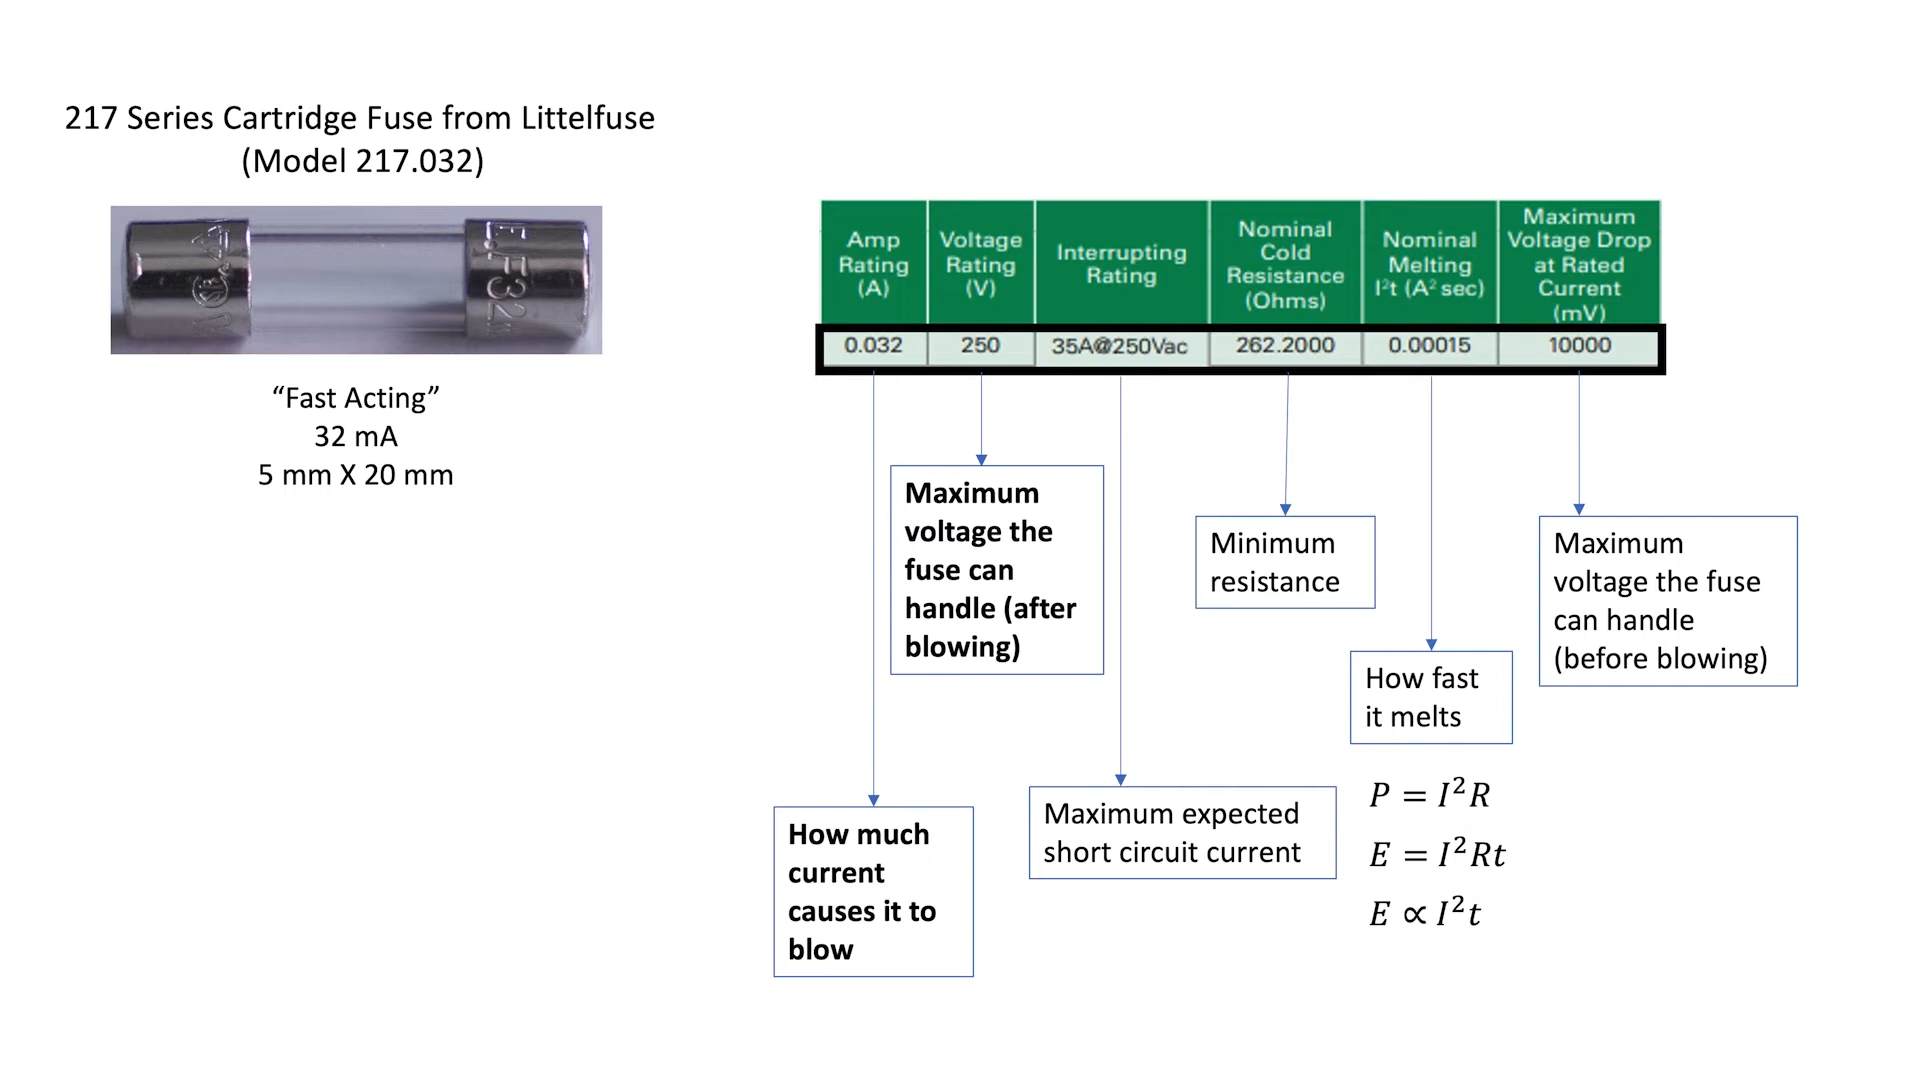 217 Series Cartridge Fuse from Littelfuse
(Model 217.032)
E. F32
“Fast Acting”
32 mA
5 mm X 20 mm
Amp
Rating
(A)
Voltage
Rating
(V)
Interrupting
Rating
Nominal
Cold
Resistance
(Ohms)
Nominal
Melting
I²t (A² sec)
Maximum
Voltage Drop
at Rated
Current
(mV)
0.032 250 35A@250Vac 262.2000 0.00015 10000
Maximum
voltage the
fuse can
handle (after
blowing)
Minimum
resistance
Maximum
voltage the fuse
can handle
(before blowing)
How fast
it melts
How much
current
causes it to
blow
Maximum expected
short circuit current
P = I²R
E = I²Rt
E ∝ I²t